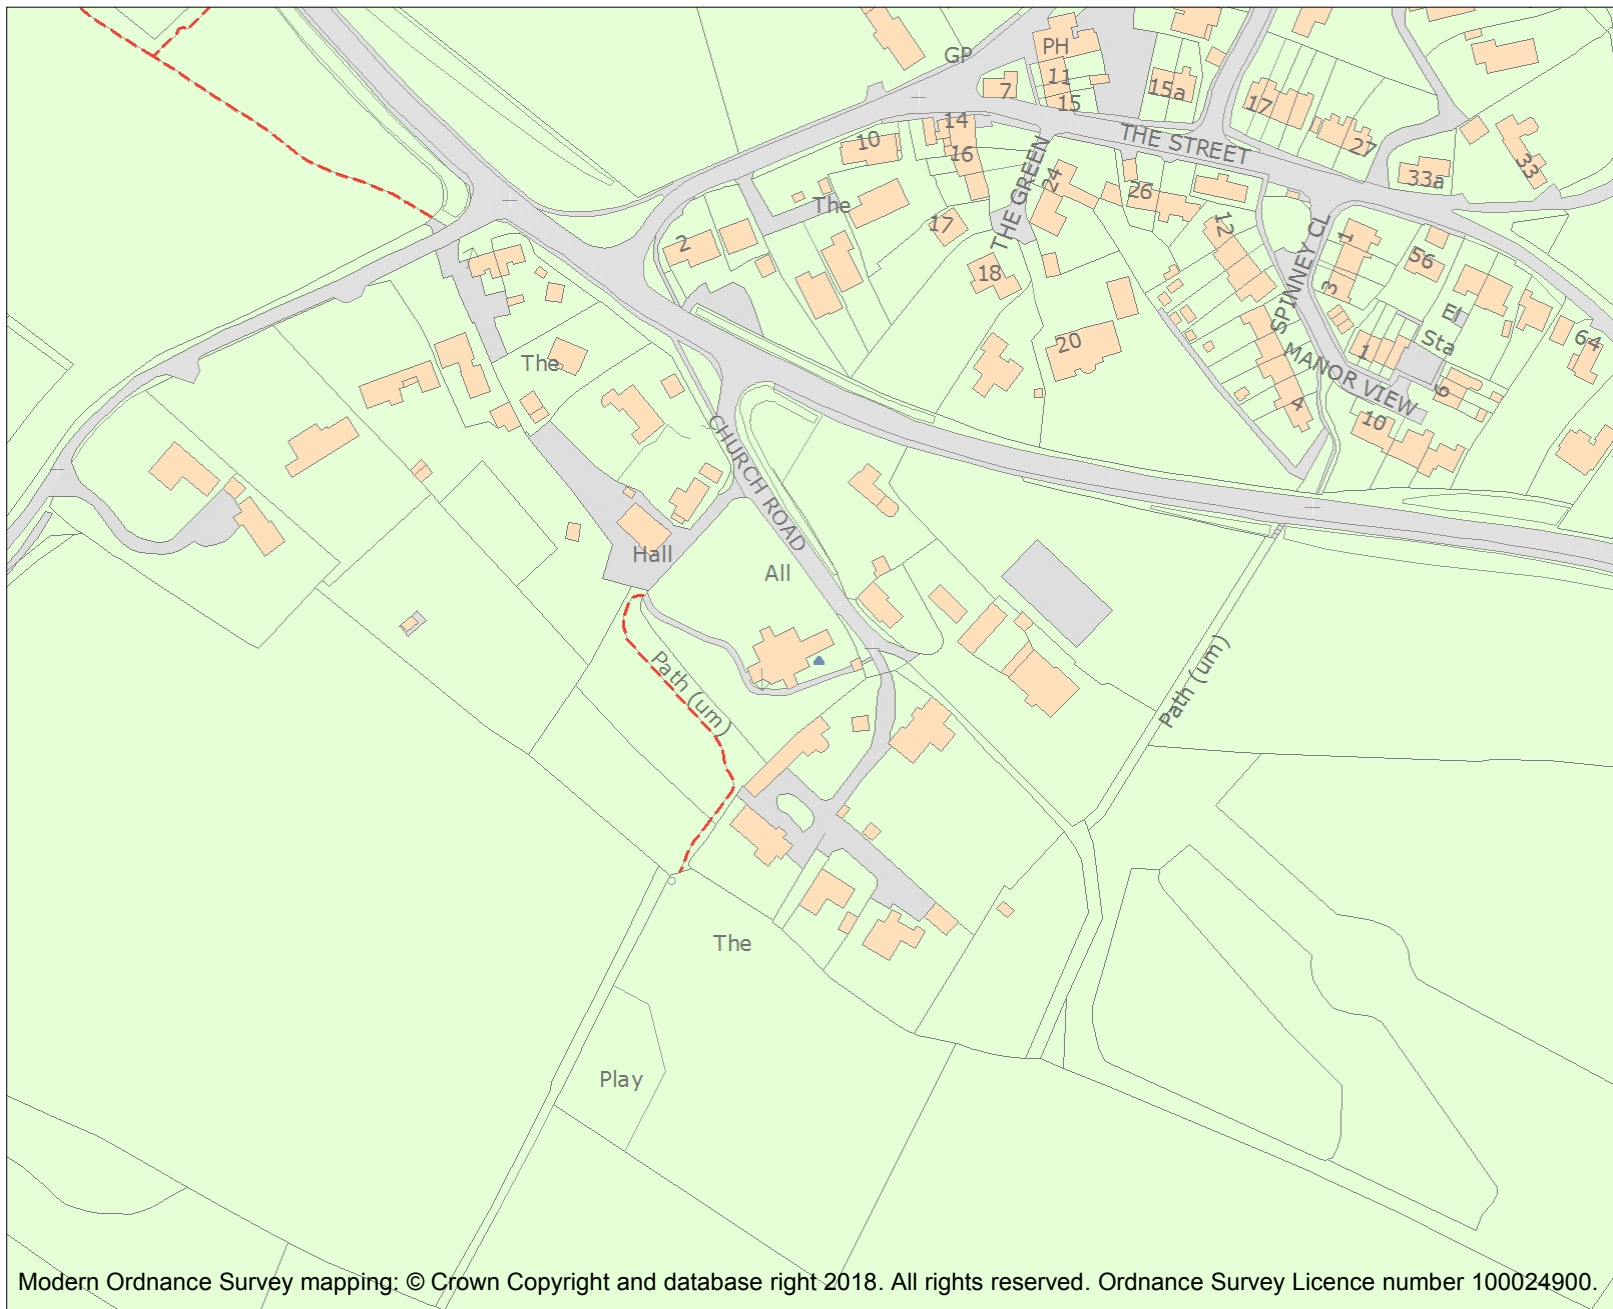 GP
PH
11
7
15
15a
17
14
THE STREET
10
16
27
33
THE GREEN
24
33a
26
The
17
12
2
SPINNEY CL
1
56
18
3
El
Sta
20
64
1
MANOR VIEW
The
6
4
10
CHURCH ROAD
Hall
All
Path (um)
Path (um)
The
Play
Modern Ordnance Survey mapping: © Crown Copyright and database right 2018. All rights reserved. Ordnance Survey Licence number 100024900.